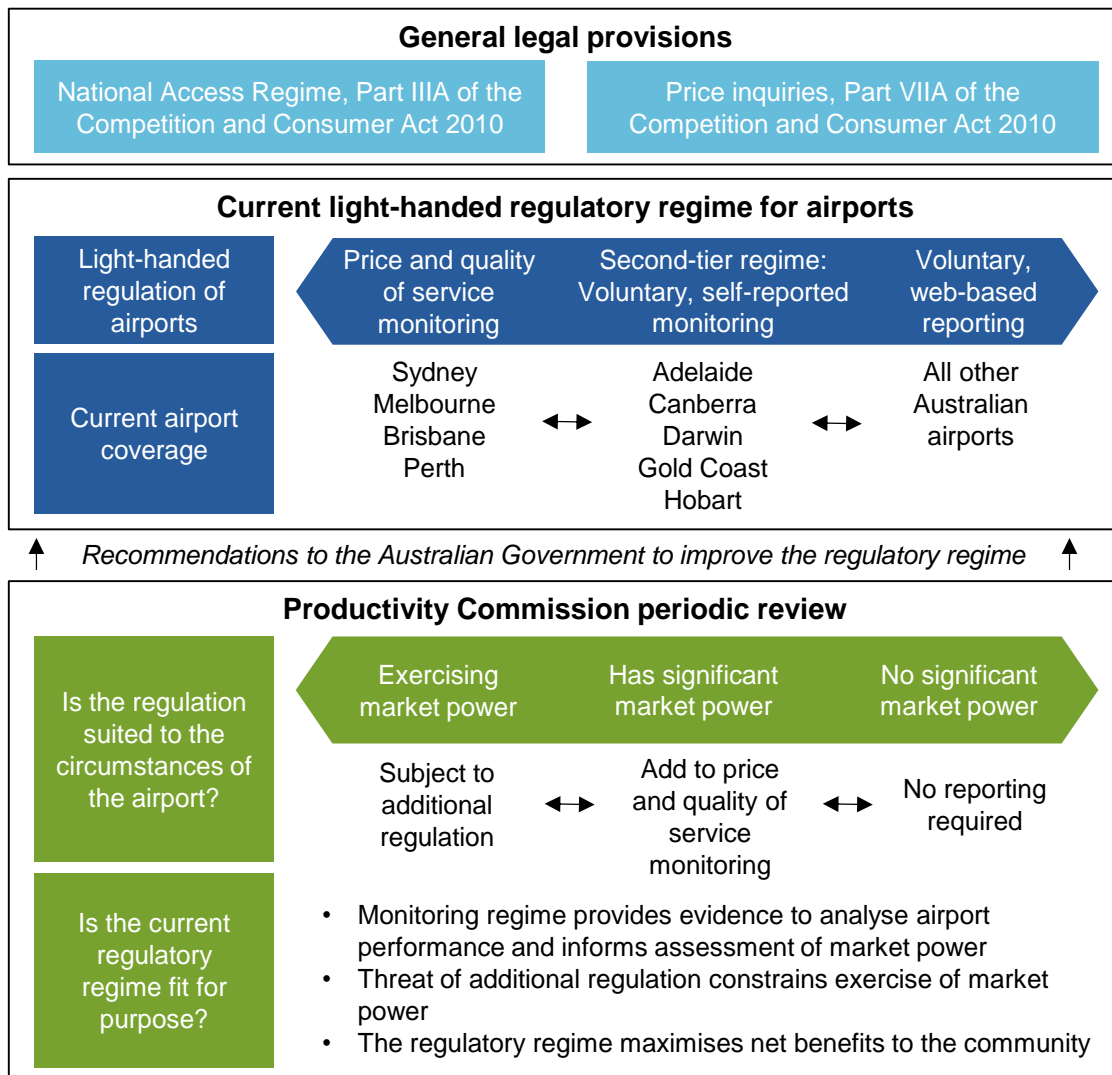 General legal provisions
National Access Regime, Part IIIA of the
Competition and Consumer Act 2010
Price inquiries, Part VIIA of the
Competition and Consumer Act 2010
Current light-handed regulatory regime for airports
Light-handed
regulation of
airports
Price and quality
of service
monitoring
Second-tier regime:
Voluntary, self-reported
monitoring
Voluntary,
web-based
reporting
Current airport
coverage
Sydney
Melbourne
Brisbane
Perth
Adelaide
Canberra
Darwin
Gold Coast
Hobart
All other
Australian
airports
Recommendations to the Australian Government to improve the regulatory regime
Productivity Commission periodic review
Is the regulation
suited to the
circumstances of
the airport?
Exercising
market power
Has significant
market power
No significant
market power
Subject to
additional
regulation
Add to price
and quality of
service
monitoring
No reporting
required
Is the current
regulatory
regime fit for
purpose?
• Monitoring regime provides evidence to analyse airport
performance and informs assessment of market power
• Threat of additional regulation constrains exercise of market
power
• The regulatory regime maximises net benefits to the community